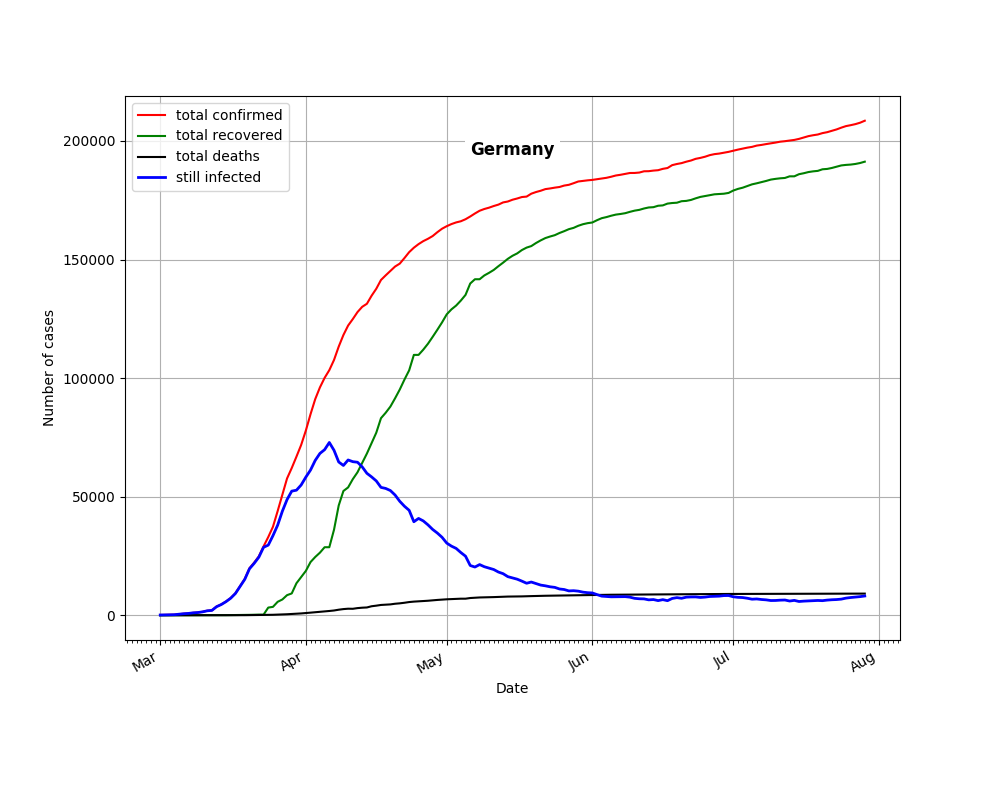 total confirmed
total recovered
total deaths
still infected
Germany
200000
150000
100000
50000
0
Number of cases
Mar
Apr
May
Jun
Jul
Aug
Date